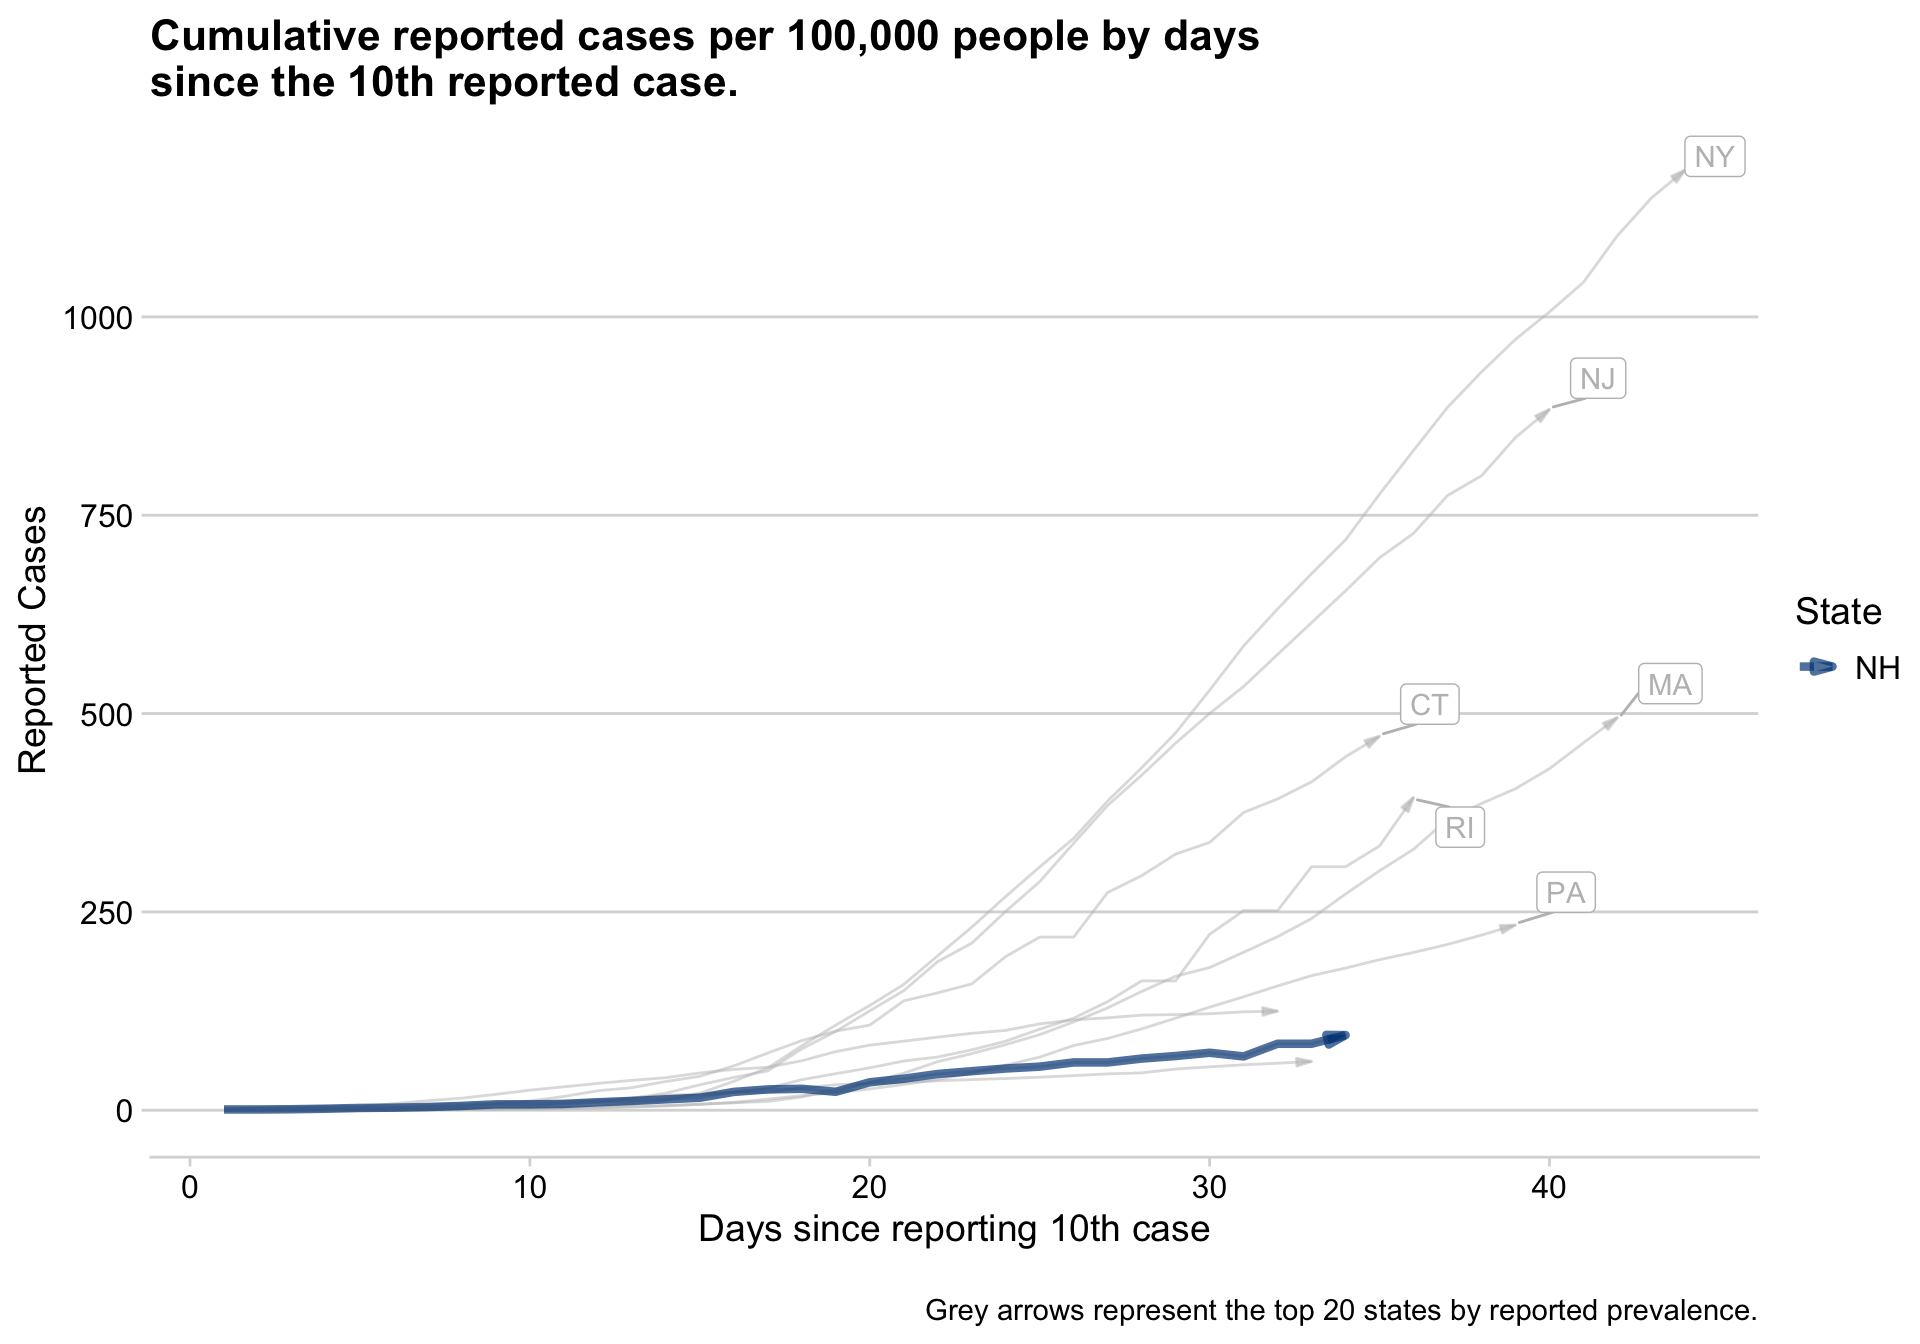 Cumulative reported cases per 100,000 people by days
since the 10th reported case.
NY
1000
NJ
750
Reported Cases
State
NH
MA
CT
500
RI
PA
250
0
0 10 20 30 40
Days since reporting 10th case
Grey arrows represent the top 20 states by reported prevalence.